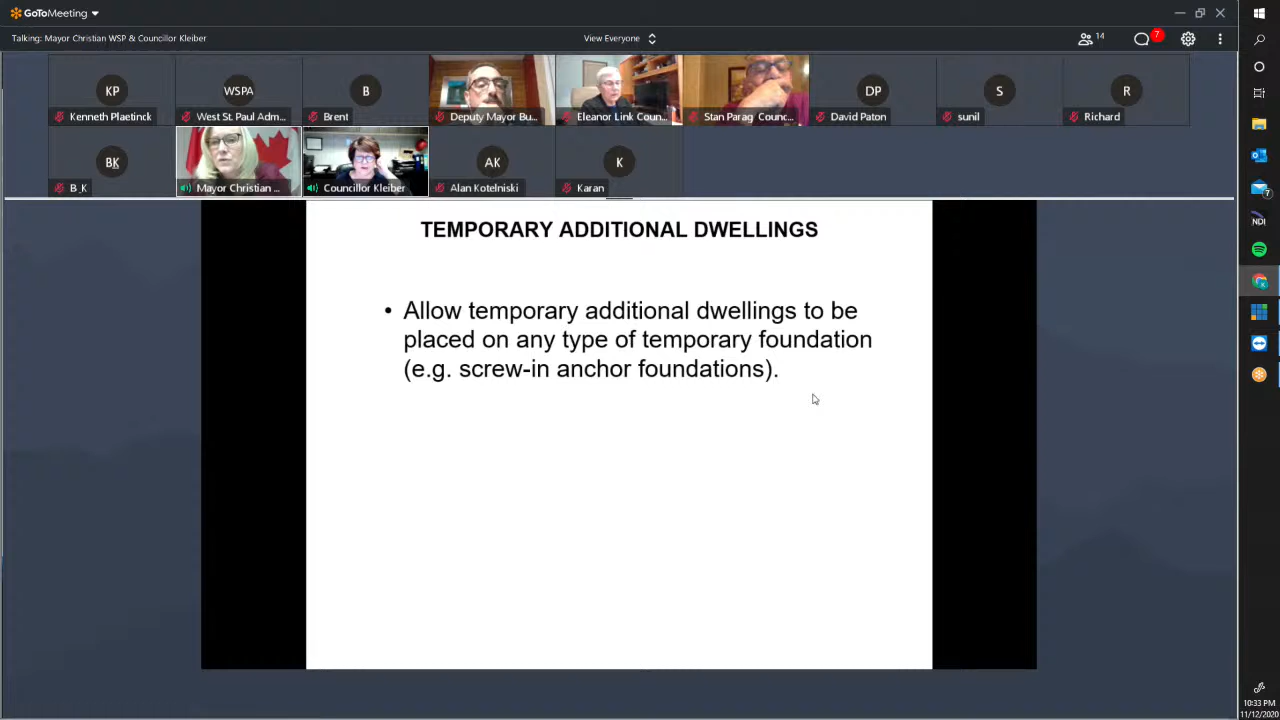 GoToMeeting
Talking: Mayor Christian WSP & Councillor Kleiber
View Everyone
14
7
KP
Kenneth Plaetinck
WSPA
West St. Paul Adm...
B
Brent
Deputy Mayor Bu...
Eleanor Link Coun...
Stan Parag Counc...
DP
David Paton
S
sunil
R
Richard
BK
B_K
Mayor Christian ...
Councillor Kleiber
AK
Alan Kotelniski
K
Karan
TEMPORARY ADDITIONAL DWELLINGS
• Allow temporary additional dwellings to be
placed on any type of temporary foundation
(e.g. screw-in anchor foundations).
7
NDI
10:33 PM
11/12/2020